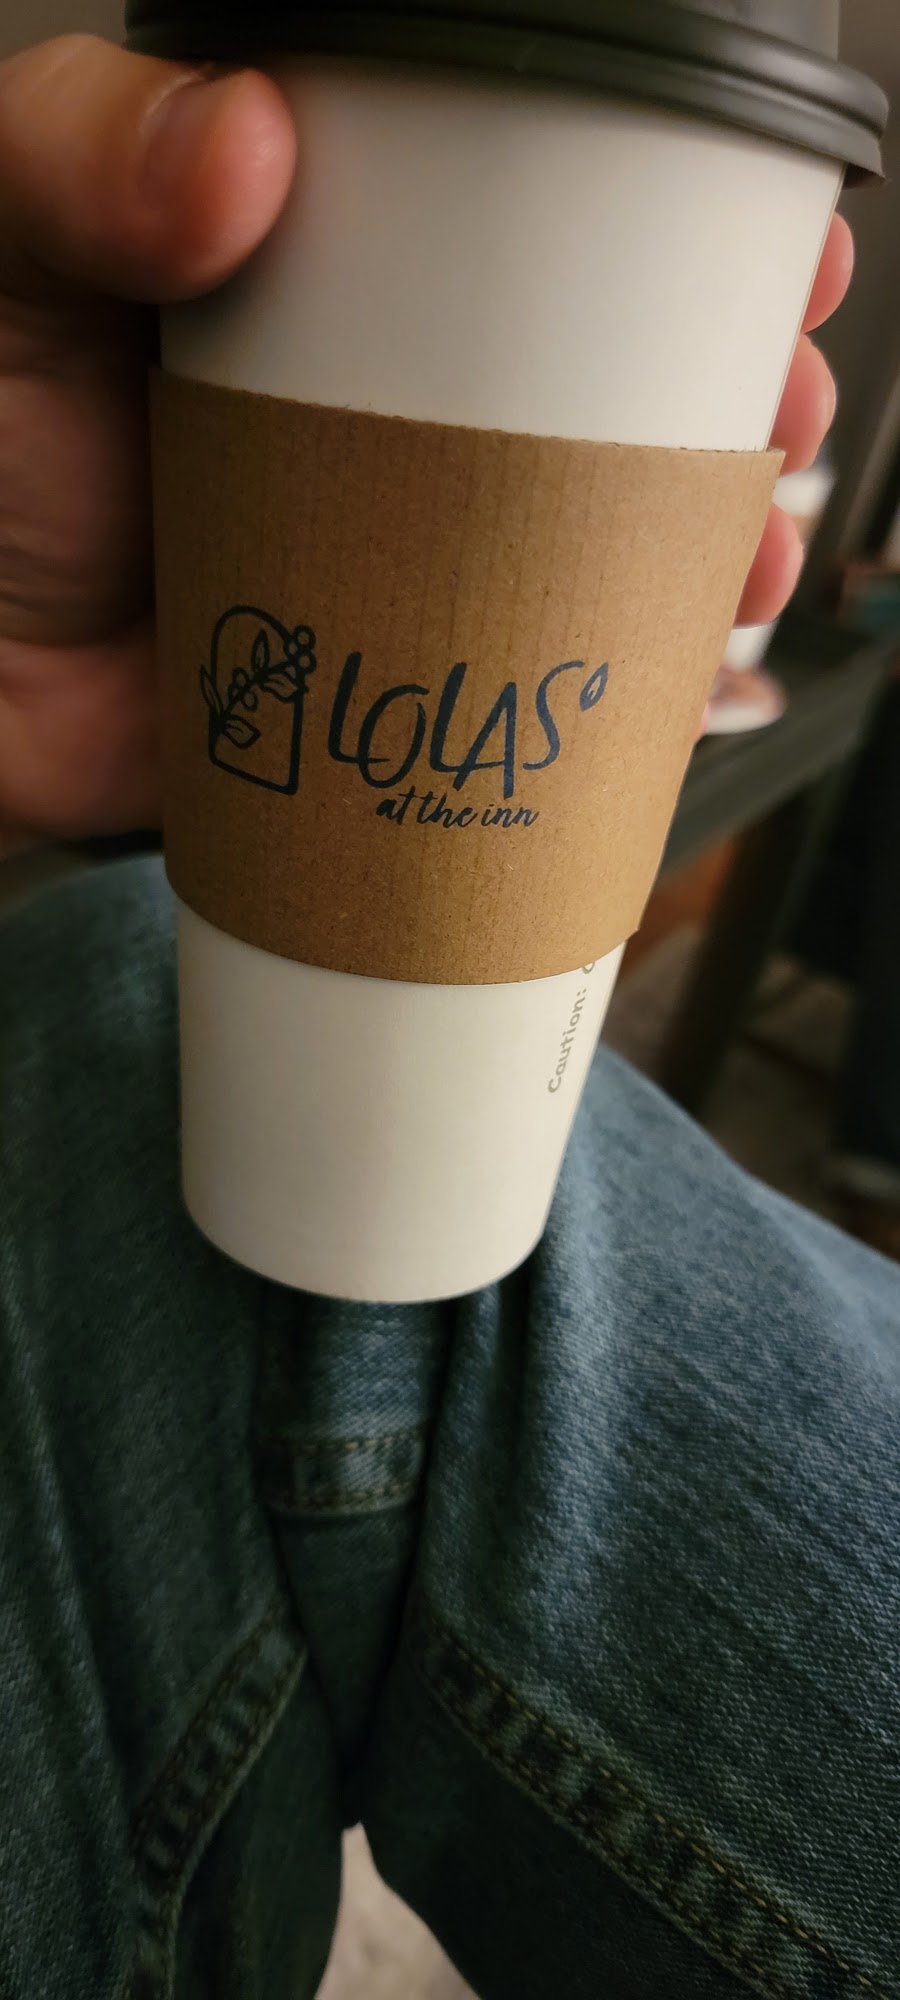 LOLAS
at the inn
Caution: